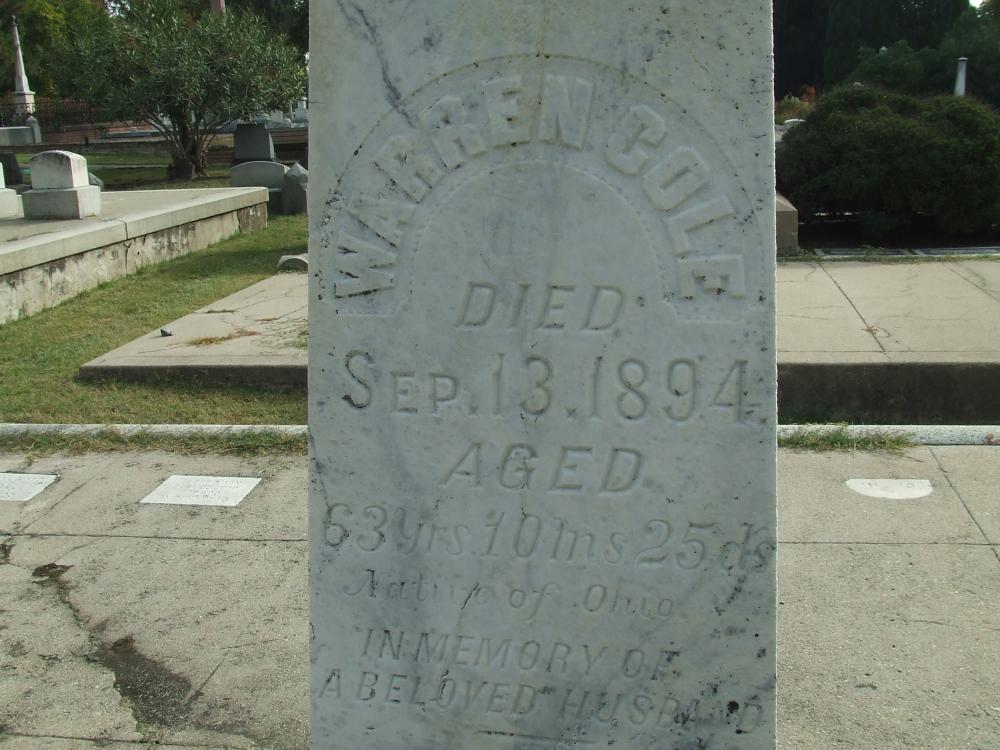 WARREN COLE
DIED
SEP. 13. 1894.
AGED
63 Yrs. 10 ms 25 ds
Native of Ohio
IN MEMORY OF
A BELOVED HUSBAND